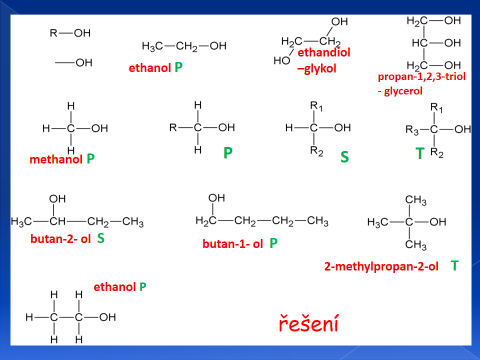 R—OH
—OH
H3C—CH2—OH
ethanol P
OH
H2C—CH2
HO
ethandiol
–glykol
H2C—OH
HC—OH
H2C—OH
propan-1,2,3-triol
- glycerol
H
H—C—OH
H
methanol P
H
R—C—OH
H
P
R1
H—C—OH
R2
S
R1
R3—C—OH
R2
T
OH
H3C—CH—CH2—CH3
butan-2- ol S
OH
H2C—CH2—CH2—CH3
butan-1- ol P
CH3
H3C—C—OH
CH3
2-methylpropan-2-ol T
ethanol P
H H
H—C—C—OH
H H
řešení